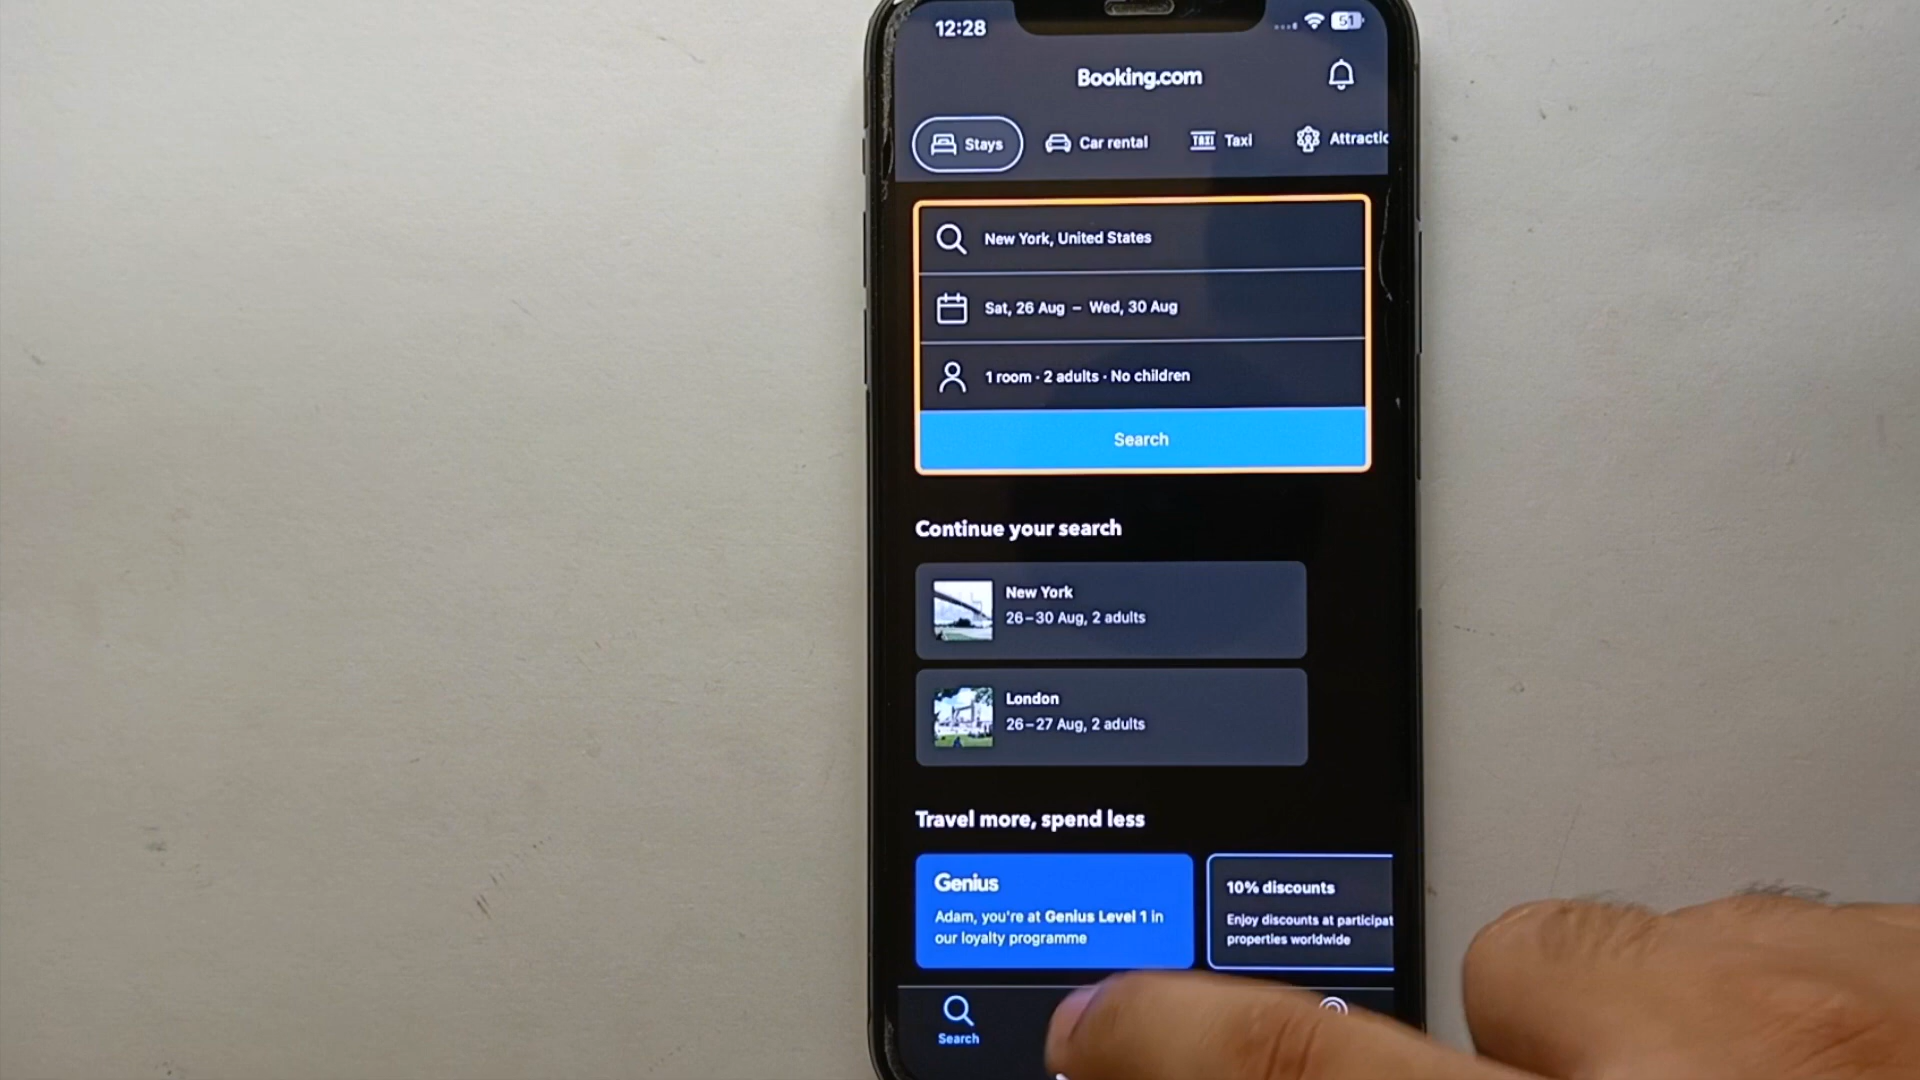 12:28
51
Booking.com
Stays
Car rental
TAXI
Taxi
Attractic
New York, United States
Sat, 26 Aug – Wed, 30 Aug
1 room · 2 adults · No children
Search
Continue your search
New York
26–30 Aug, 2 adults
London
26–27 Aug, 2 adults
Travel more, spend less
Genius
Adam, you're at Genius Level 1 in
our loyalty programme
10% discounts
Enjoy discounts at participat
properties worldwide
Search